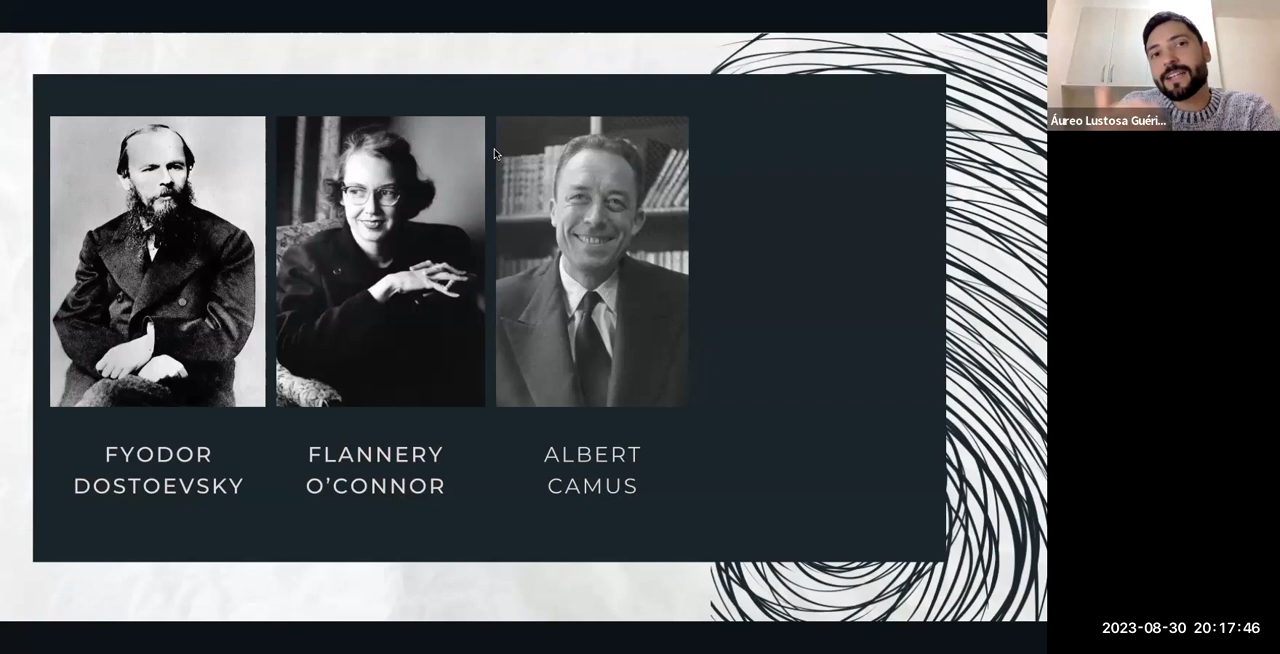 FYODOR
DOSTOEVSKY
FLANNERY
O’CONNOR
ALBERT
CAMUS
Áureo Lustosa Guéri...
2023-08-30 20:17:46